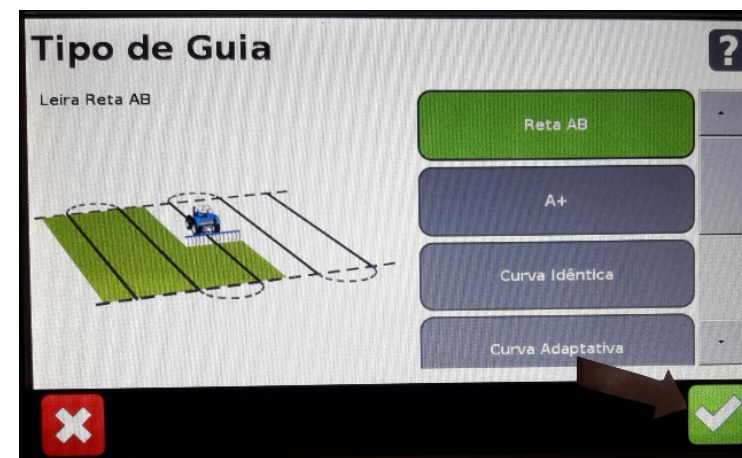 Tipo de Guia
?
Leira Reta AB
Reta AB
A+
Curva Idêntica
Curva Adaptativa